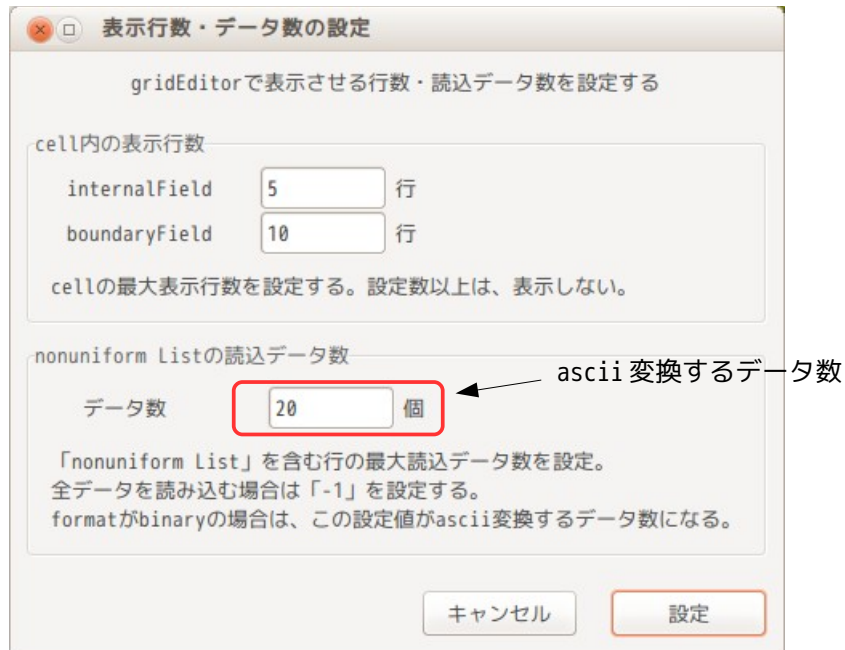 表示行数・データ数の設定
gridEditorで表示させる行数・読込データ数を設定する
cell内の表示行数
internalField 5 行
boundaryField 10 行
cellの最大表示行数を設定する。設定数以上は、表示しない。
nonuniform Listの読込データ数
ascii 変換するデータ数
データ数 20 個
「nonuniform List」を含む行の最大読込データ数を設定。
全データを読み込む場合は「-1」を設定する。
formatがbinaryの場合は、この設定値がascii変換するデータ数になる。
キャンセル 設定